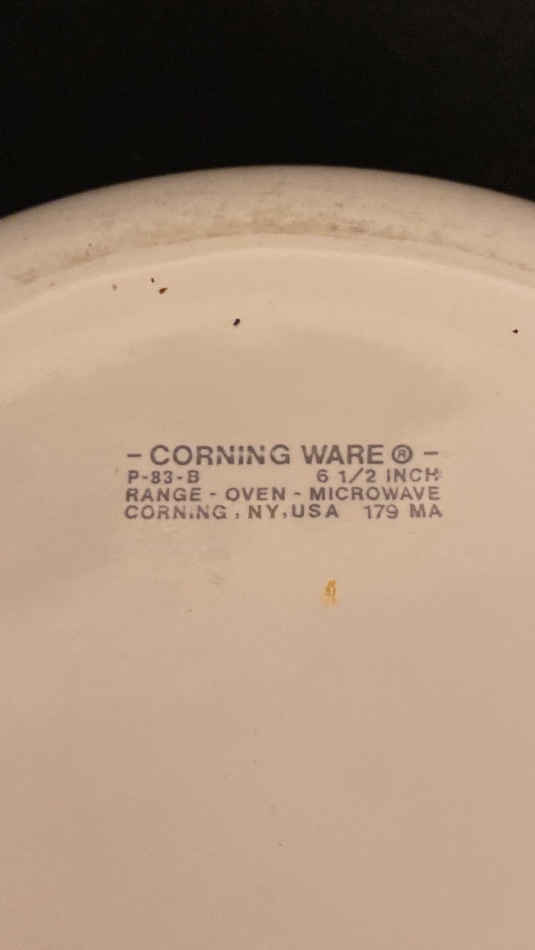 - CORNING WARE ® -
P-83-B 6 1/2 INCH
RANGE - OVEN - MICROWAVE
CORNING, NY, USA 179 MA